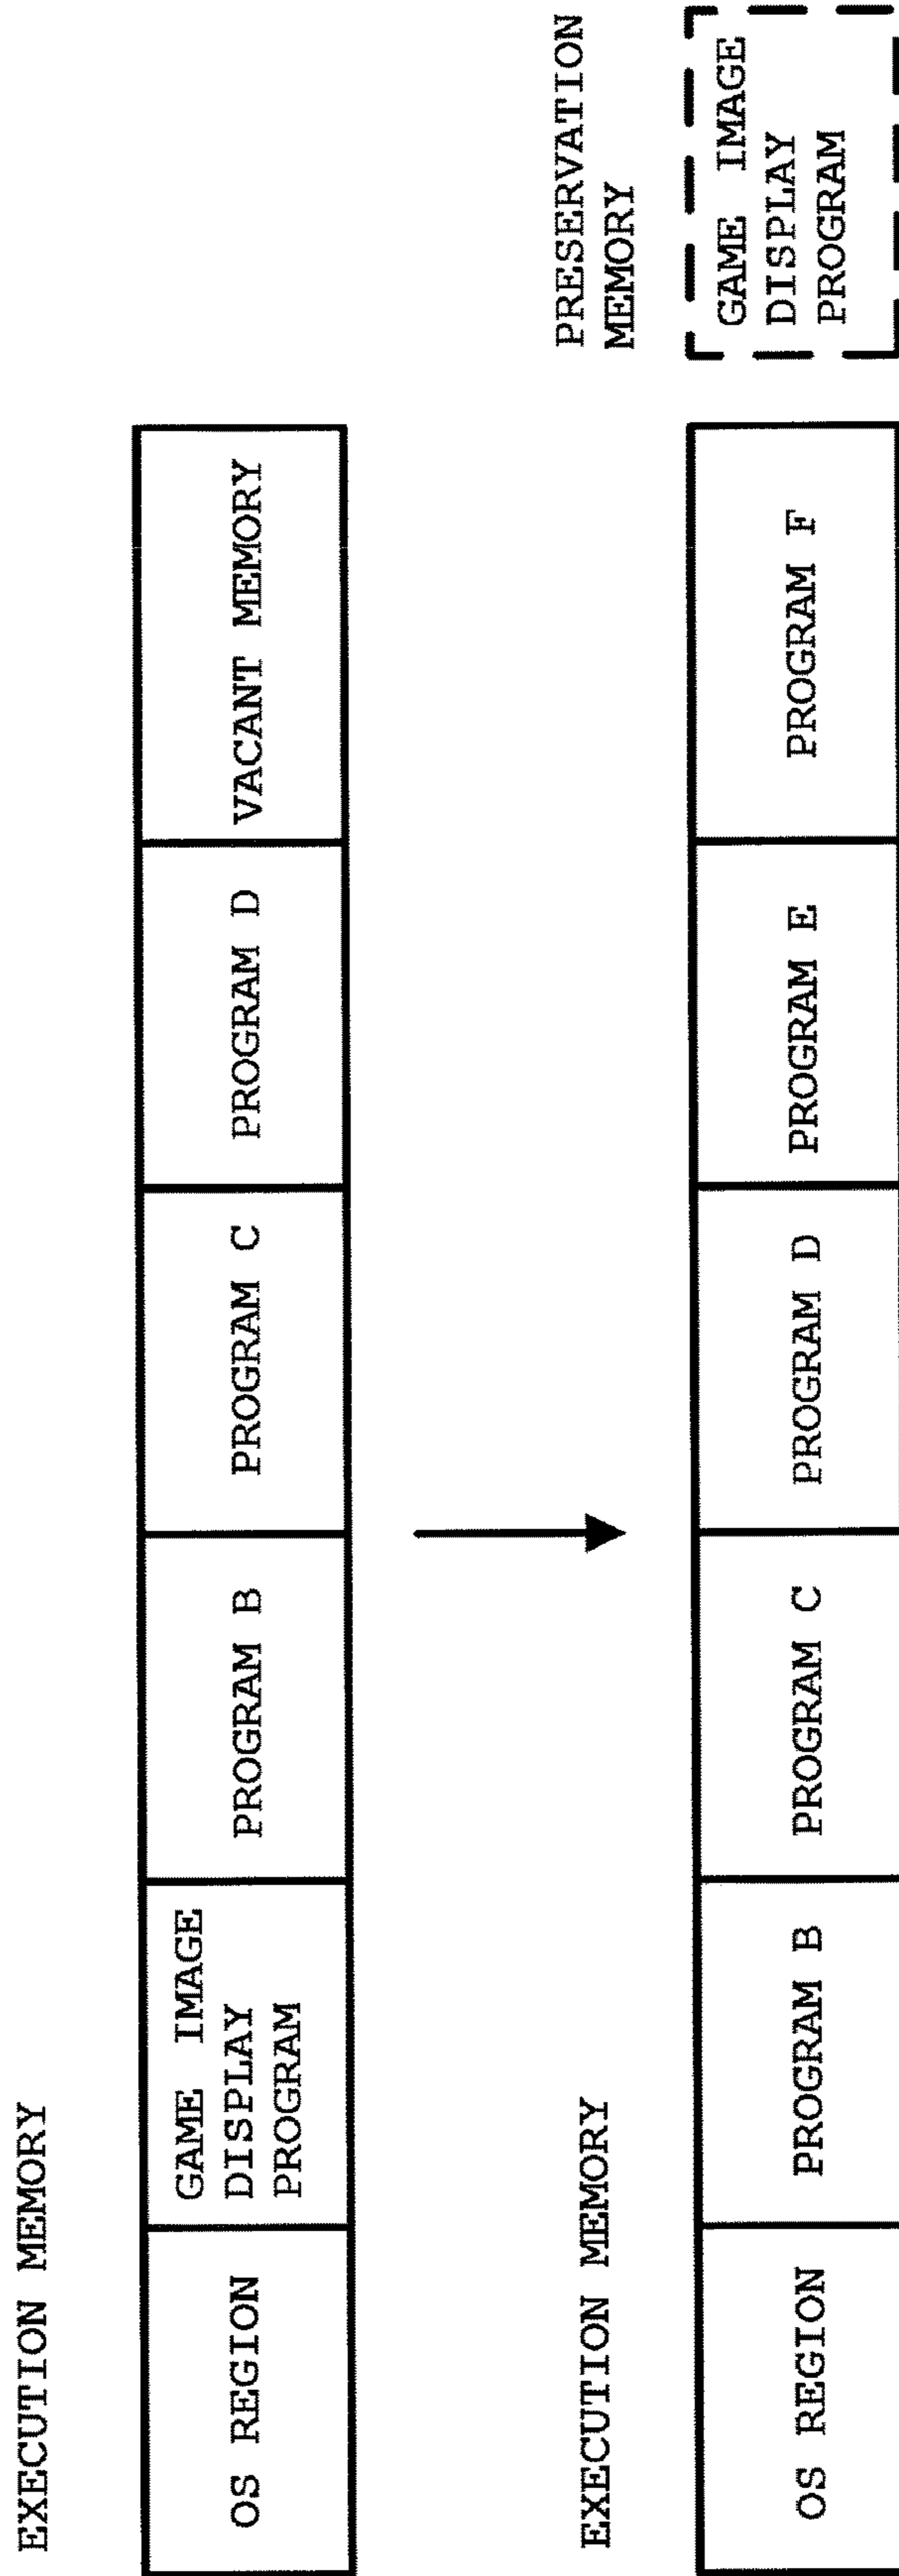 EXECUTION MEMORY
OS REGION
GAME IMAGE
DISPLAY
PROGRAM
PROGRAM B
PROGRAM C
PROGRAM D
VACANT MEMORY
EXECUTION MEMORY
PRESERVATION
MEMORY
OS REGION
PROGRAM B
PROGRAM C
PROGRAM D
PROGRAM E
PROGRAM F
GAME IMAGE
DISPLAY
PROGRAM